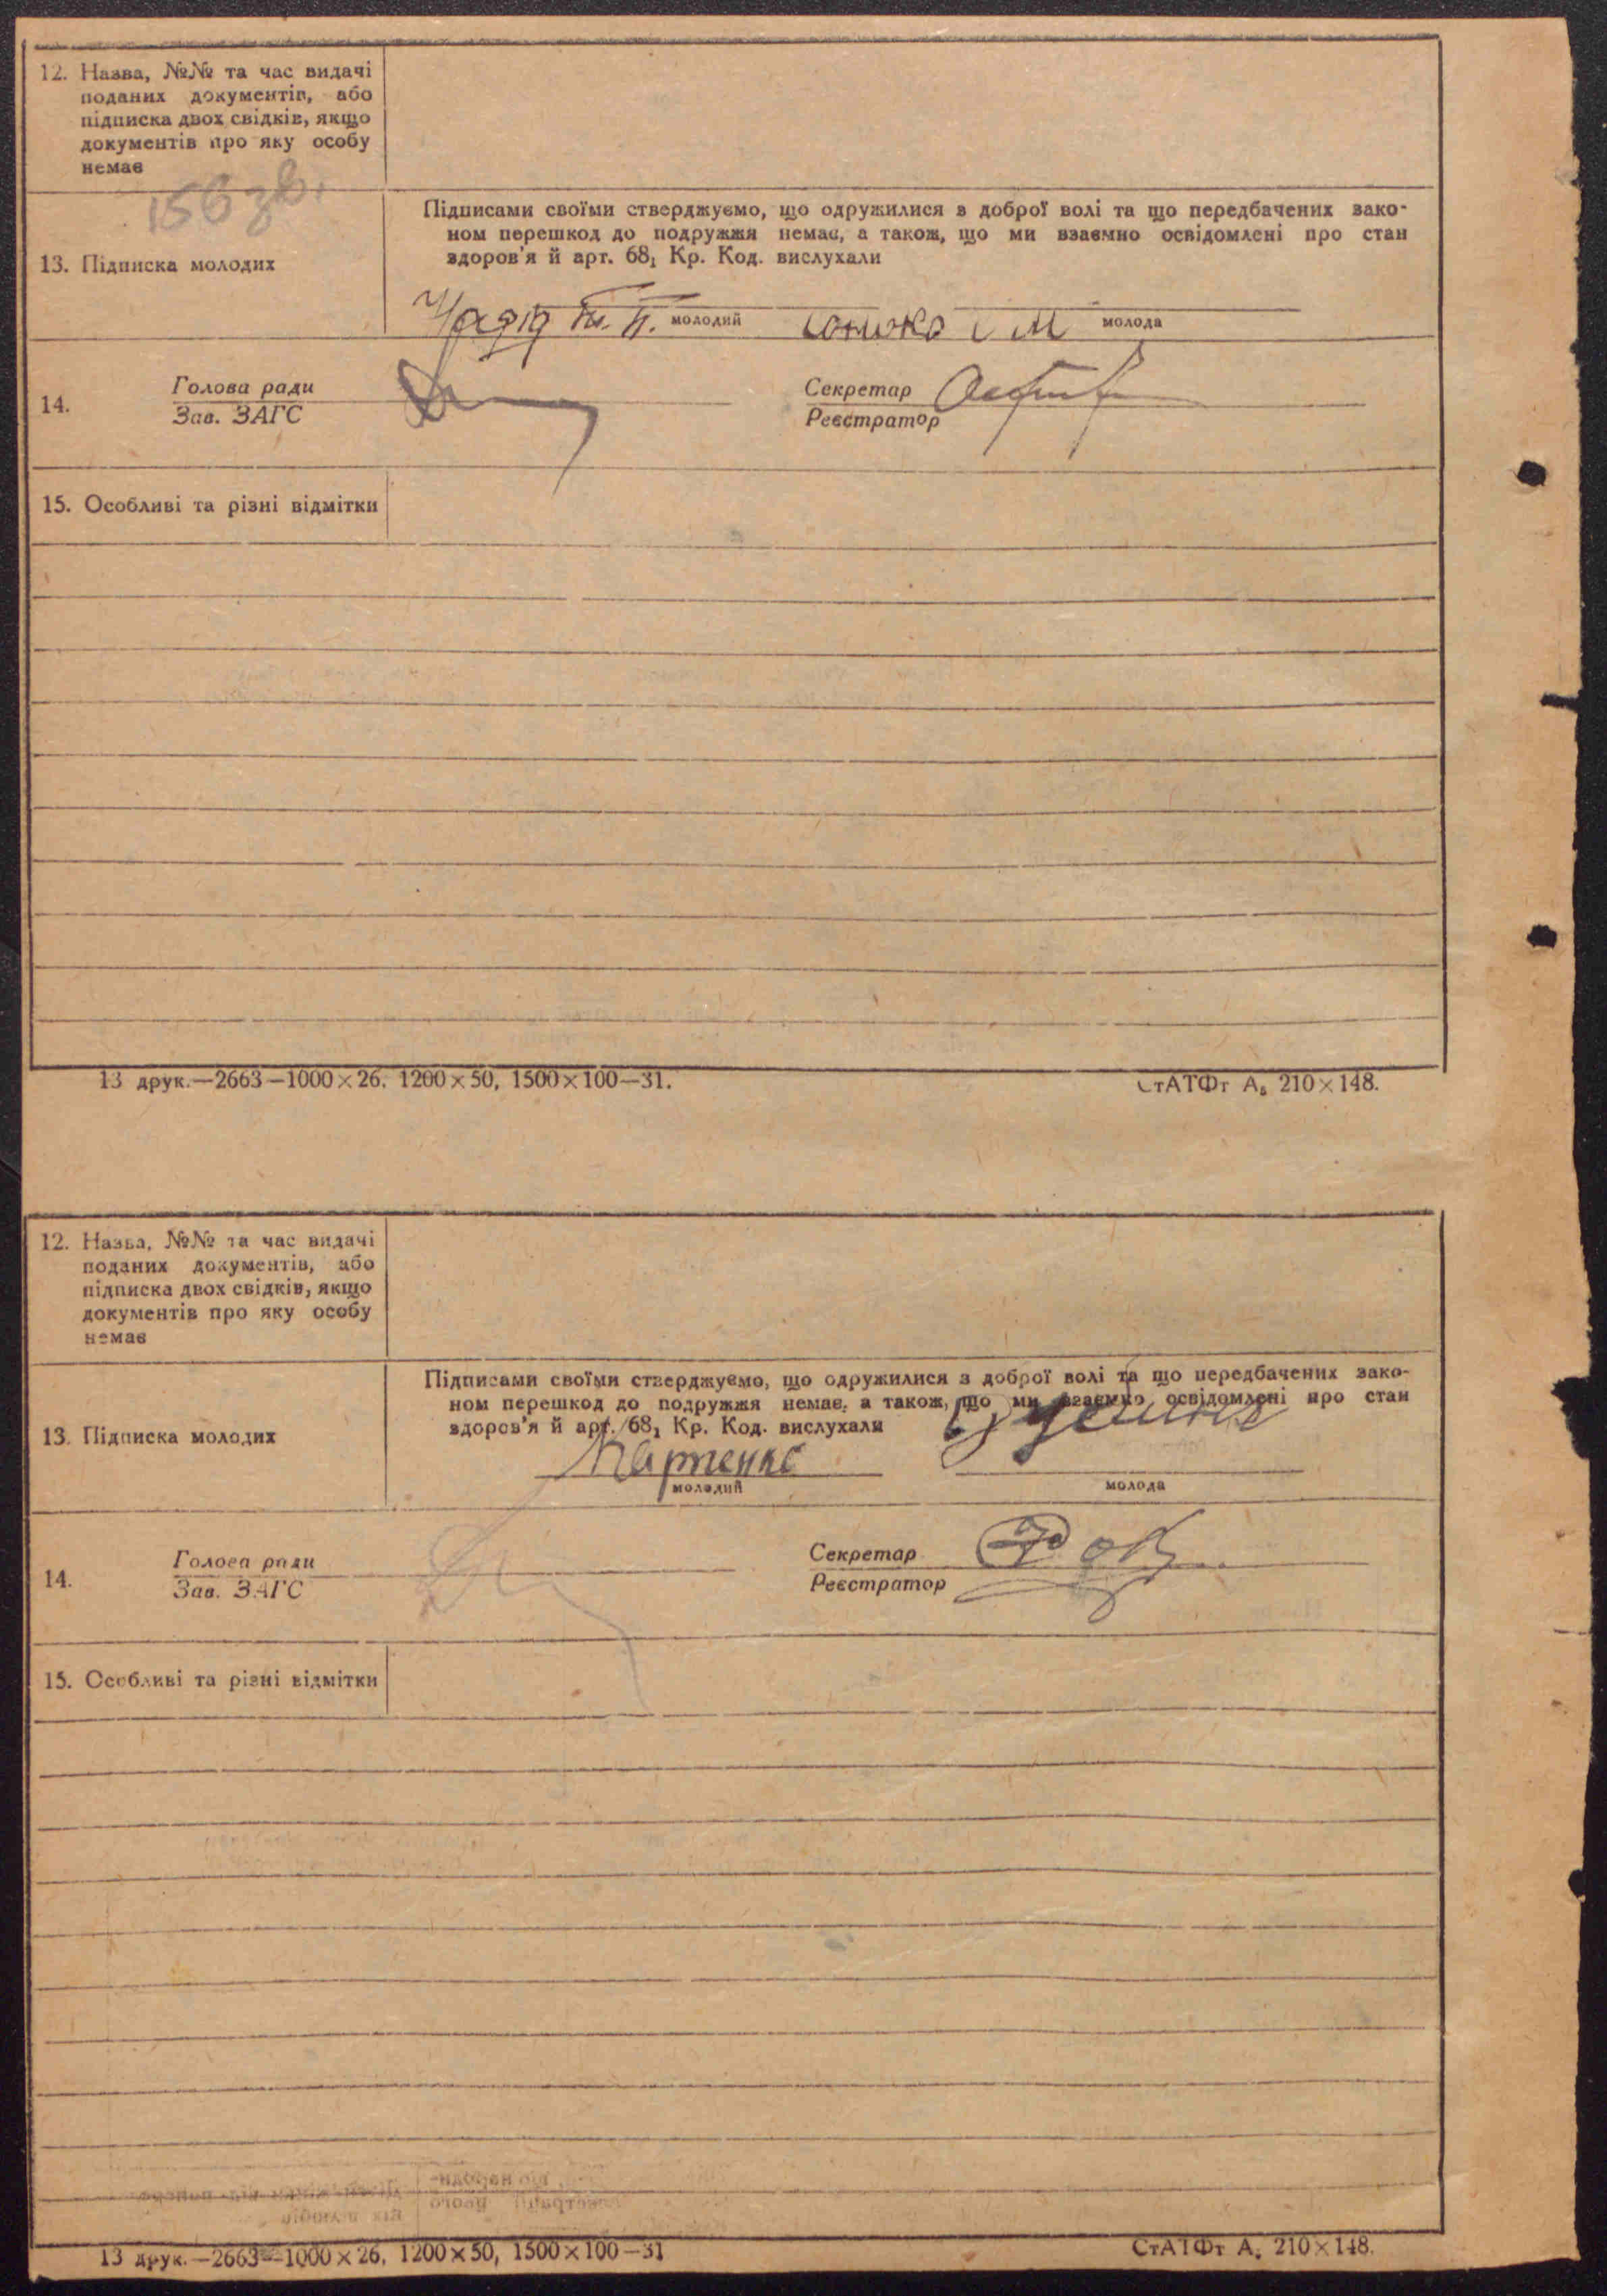 12. Назва, №№ та час видачі
поданих документів, або
підписка двох свідків, якщо
документів про яку особу
немає
156 зв.
Підписами своїми стверджуємо, що одружилися з доброї волі та що передбачених зако-
ном перешкод до подружжя немає, а також, що ми взаємно освідомлені про стан
здоров'я й арт. 68₁ Кр. Код. вислухали
13. Підписка молодих
молодий молода
14.
Голова ради
Зав. ЗАГС
Секретар
Реєстратор
15. Особливі та різні відмітки
13 друк.—2663—1000×26, 1200×50, 1500×100—31.
СтАТФт А₅ 210×148.
12. Назва, №№ та час видачі
поданих документів, або
підписка двох свідків, якщо
документів про яку особу
немає
Підписами своїми стверджуємо, що одружилися з доброї волі та що передбачених зако-
ном перешкод до подружжя немає, а також, що ми взаємно освідомлені про стан
здоров'я й арт. 68₁ Кр. Код. вислухали
13. Підписка молодих
Картенко
молодий молода
14.
Голова ради
Зав. ЗАГС
Секретар
Реєстратор
15. Особливі та різні відмітки
13 друк.—2663—1000×26, 1200×50, 1500×100—31
СтАТФт А₅ 210×148.